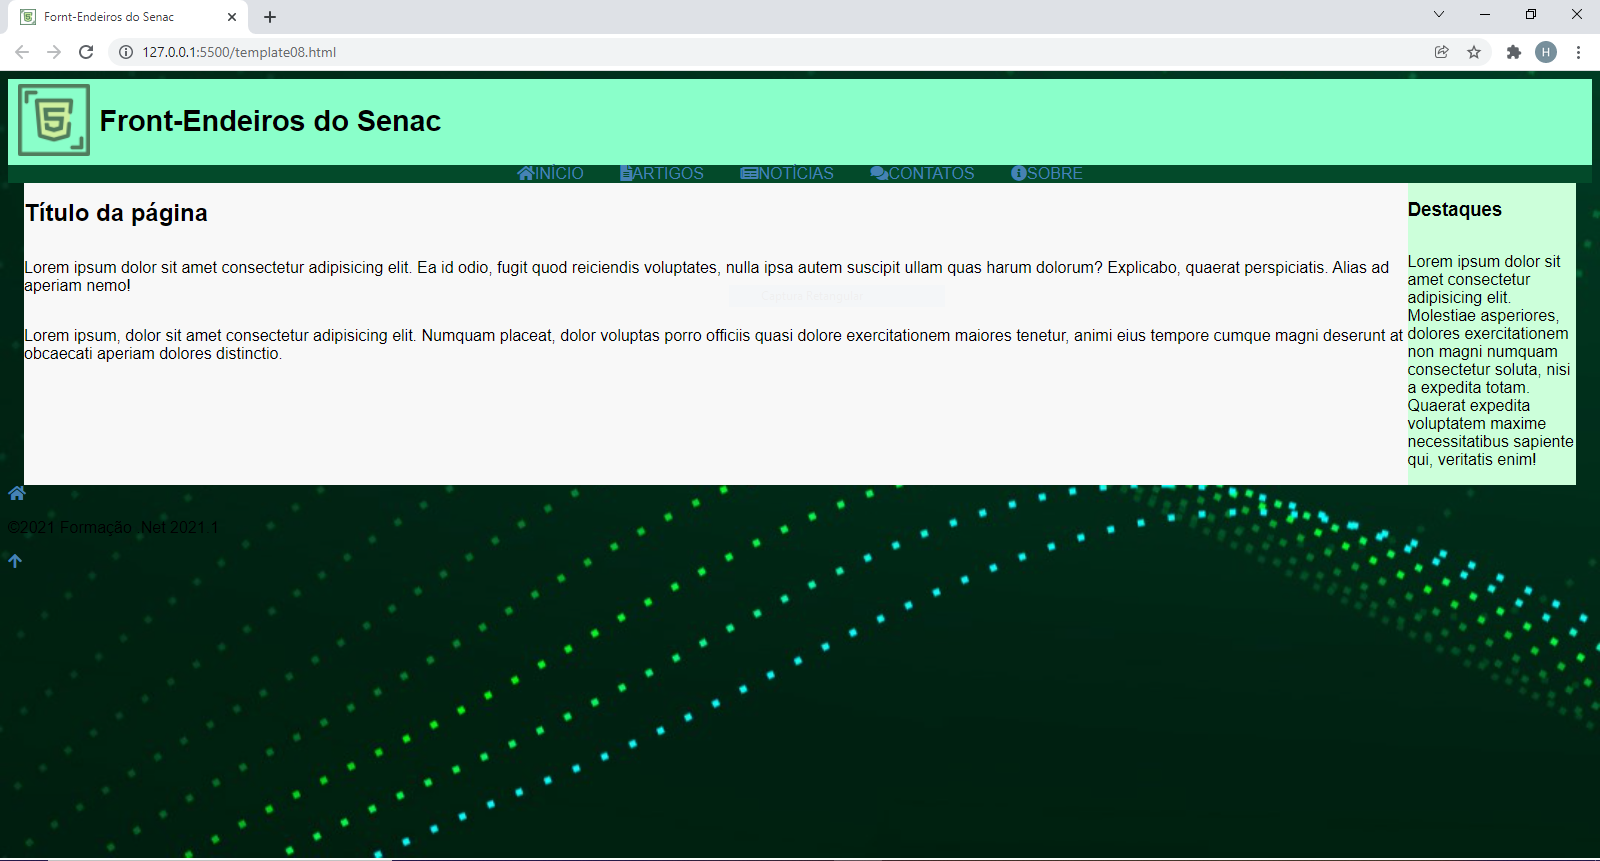 Fornt-Endeiros do Senac
127.0.0.1:5500/template08.html
H
5
Front-Endeiros do Senac
INÍCIO ARTIGOS NOTÍCIAS CONTATOS SOBRE
Título da página
Lorem ipsum dolor sit amet consectetur adipisicing elit. Ea id odio, fugit quod reiciendis voluptates, nulla ipsa autem suscipit ullam quas harum dolorum? Explicabo, quaerat perspiciatis. Alias ad
aperiam nemo!
Lorem ipsum, dolor sit amet consectetur adipisicing elit. Numquam placeat, dolor voluptas porro officiis quasi dolore exercitationem maiores tenetur, animi eius tempore cumque magni deserunt at
obcaecati aperiam dolores distinctio.
Destaques
Lorem ipsum dolor sit
amet consectetur
adipisicing elit.
Molestiae asperiores,
dolores exercitationem
non magni numquam
consectetur soluta, nisi
a expedita totam.
Quaerat expedita
voluptatem maxime
necessitatibus sapiente
qui, veritatis enim!
©2021 Formação .Net 2021.1